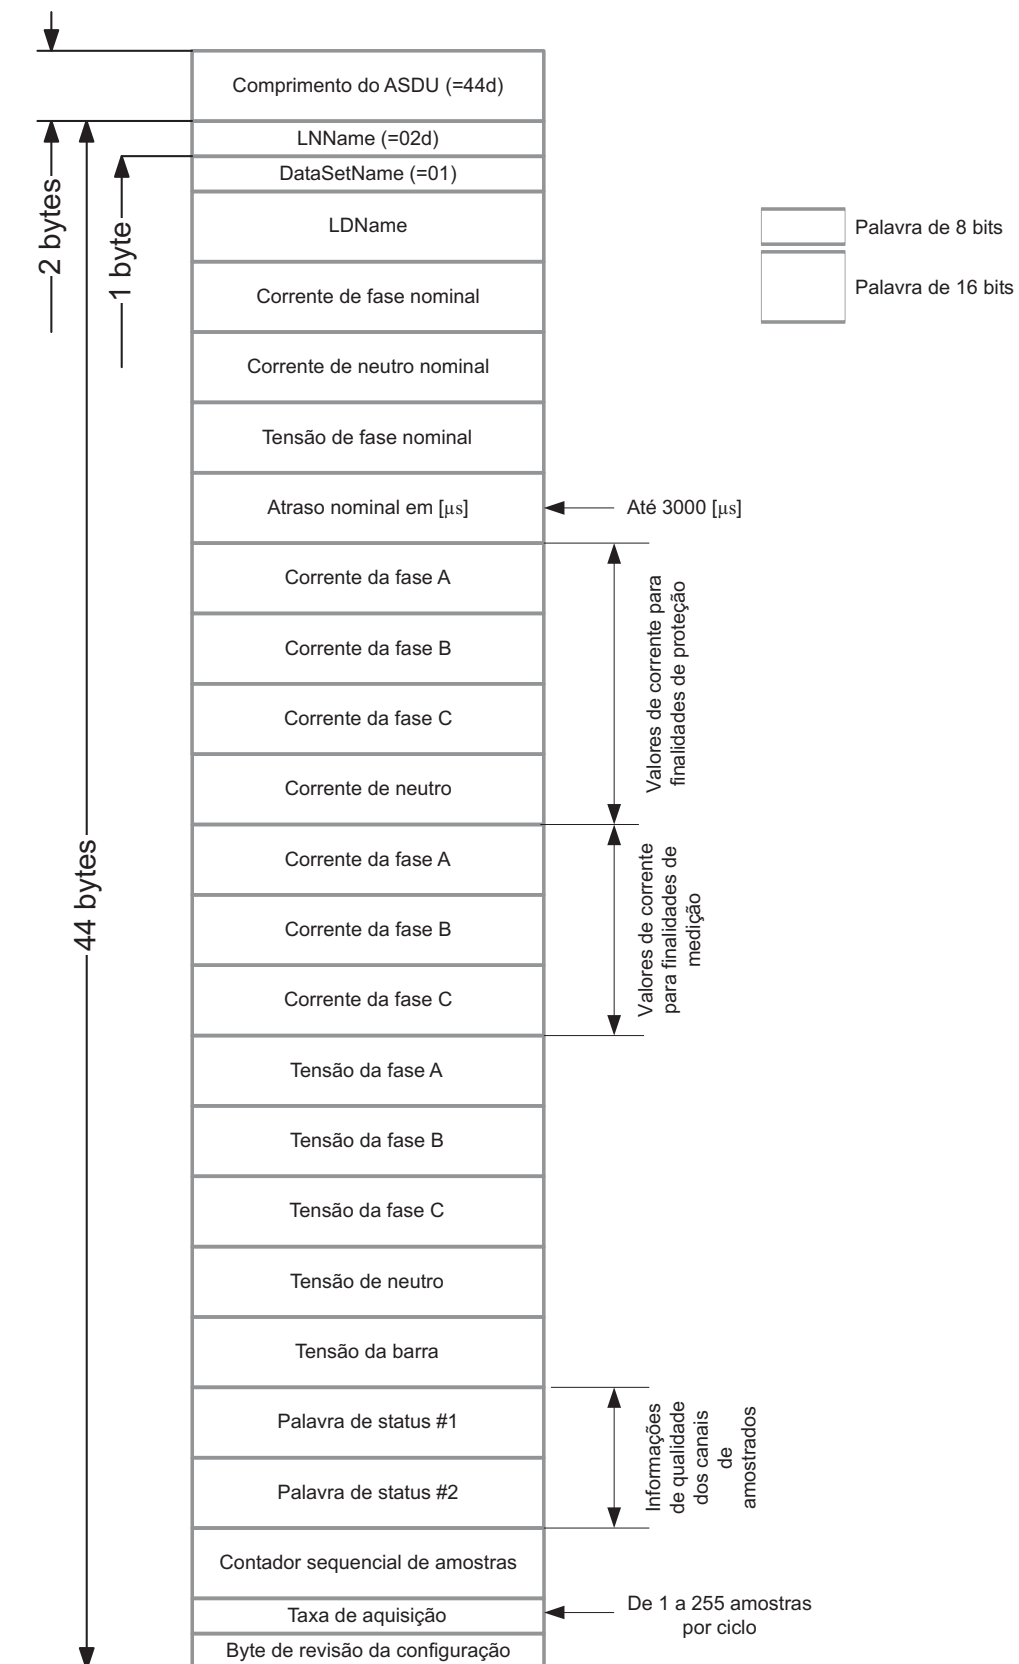 Comprimento do ASDU (=44d)
LNName (=02d)
DataSetName (=01)
LDName
Corrente de fase nominal
Corrente de neutro nominal
Tensão de fase nominal
Atraso nominal em [µs]
Corrente da fase A
Corrente da fase B
Corrente da fase C
Corrente de neutro
Corrente da fase A
Corrente da fase B
Corrente da fase C
Tensão da fase A
Tensão da fase B
Tensão da fase C
Tensão de neutro
Tensão da barra
Palavra de status #1
Palavra de status #2
Contador sequencial de amostras
Taxa de aquisição
Byte de revisão da configuração
2 bytes
1 byte
44 bytes
Palavra de 8 bits
Palavra de 16 bits
Até 3000 [µs]
Valores de corrente para
finalidades de proteção
Valores de corrente
para finalidades de
medição
Informações
de qualidade
dos canais
de
amostrados
De 1 a 255 amostras
por ciclo